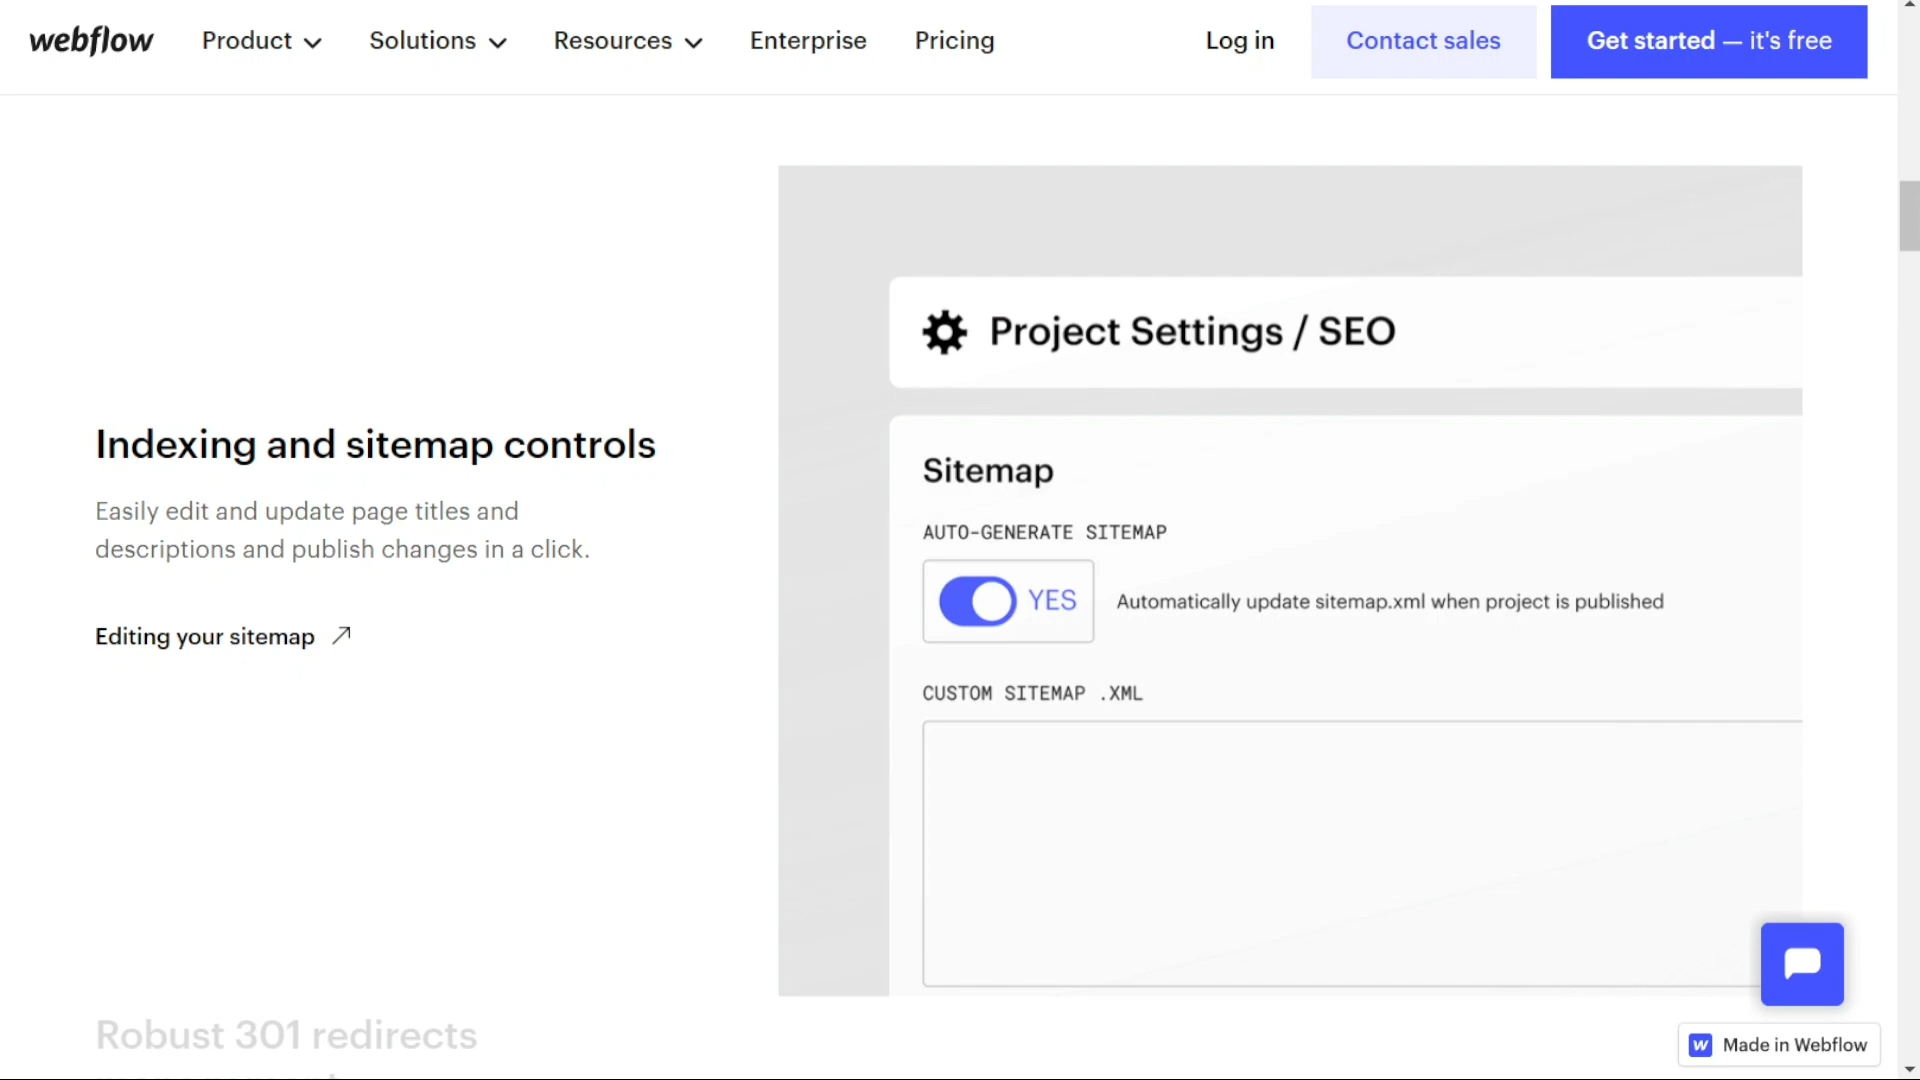 webflow
Product
Solutions
Resources
Enterprise
Pricing
Log in
Contact sales
Get started — it's free
Indexing and sitemap controls
Easily edit and update page titles and
descriptions and publish changes in a click.
Editing your sitemap
Project Settings / SEO
Sitemap
AUTO-GENERATE SITEMAP
YES
Automatically update sitemap.xml when project is published
CUSTOM SITEMAP .XML
Robust 301 redirects
Made in Webflow